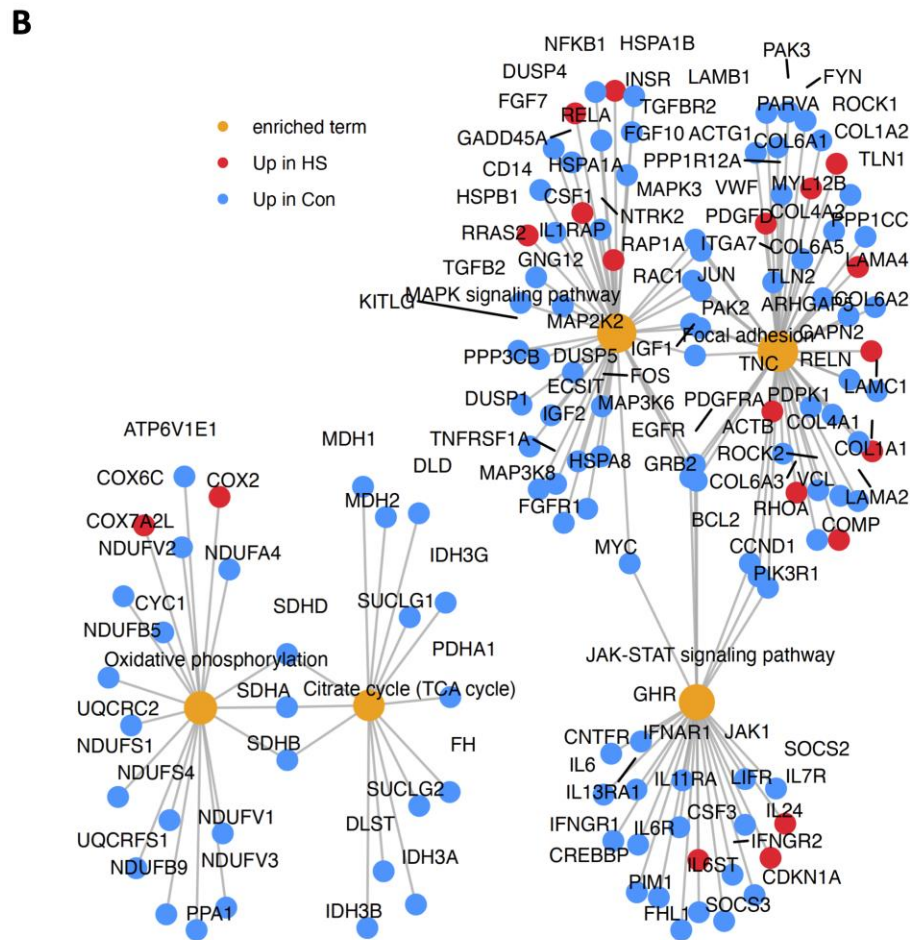 B
NFKB1 HSPA1B
PAK3
DUSP4 INSR LAMB1 FYN
FGF7 RELA TGFBR2 PARVA ROCK1
GADD45A FGF10 ACTG1 COL6A1 COL1A2
CD14 HSPA1A PPP1R12A TLN1
HSPB1 CSF1 MAPK3 VWF MYL12B
NTRK2 PDGFD COL4A2 PPP1CC
RRAS2 IL1RAP RAP1A ITGA7 COL6A5
TGFB2 GNG12 RAC1 JUN TLN2 LAMA4
KITLG MAPK signaling pathway PAK2 ARHGAP5 COL6A2
MAP2K2 Focal adhesion CAPN2
PPP3CB DUSP5 IGF1 TNC RELN
ECSIT FOS LAMC1
DUSP1 IGF2 MAP3K6 PDGFRA PDPK1
EGFR ACTB COL4A1
TNFRSF1A ROCK2 COL1A1
MAP3K8 HSPA8 GRB2 COL6A3 VCL LAMA2
FGFR1 RHOA
BCL2 COMP
MYC CCND1
PIK3R1
enriched term
Up in HS
Up in Con
ATP6V1E1 MDH1
COX6C COX2 DLD
COX7A2L MDH2
NDUFV2 NDUFA4 IDH3G
CYC1 SDHD SUCLG1
NDUFB5 PDHA1
Oxidative phosphorylation
SDHA Citrate cycle (TCA cycle)
UQCRC2
NDUFS1 SDHB FH
NDUFS4 SUCLG2
NDUFV1 DLST
UQCRFS1 NDUFV3 IDH3A
NDUFB9
PPA1 IDH3B
JAK-STAT signaling pathway
GHR
CNTFR IFNAR1 JAK1 SOCS2
IL6 IL11RA LIFR IL7R
IL13RA1 CSF3 IL24
IFNGR1 IL6R IFNGR2
CREBBP IL6ST CDKN1A
PIM1 SOCS3
FHL1